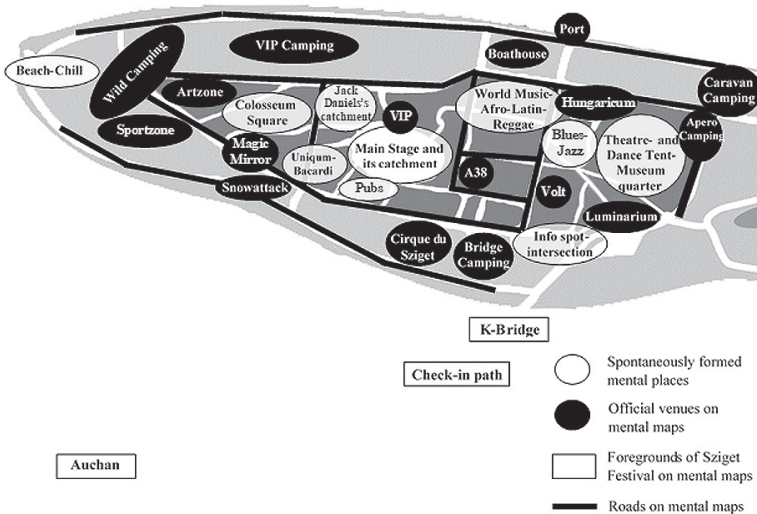 Port
VIP Camping
Boathouse
Beach-Chill
Wild Camping
Caravan
Camping
Artzone
Jack
Daniels's
catchment
World Music-
Afro-Latin-
Reggae
Hungaricum
Colosseum
Square
VIP
Apero
Camping
Sportzone
Blues-
Jazz
Theatre- and
Dance Tent-
Museum
quarter
Magic
Mirror
Main Stage and
its catchment
Uniqum-
Bacardi
A38
Snowattack
Pubs
Volt
Luminarium
Cirque du
Sziget
Bridge
Camping
Info spot-
intersection
K-Bridge
Check-in path
Auchan
Spontaneously formed
mental places
Official venues on
mental maps
Foregrounds of Sziget
Festival on mental maps
Roads on mental maps